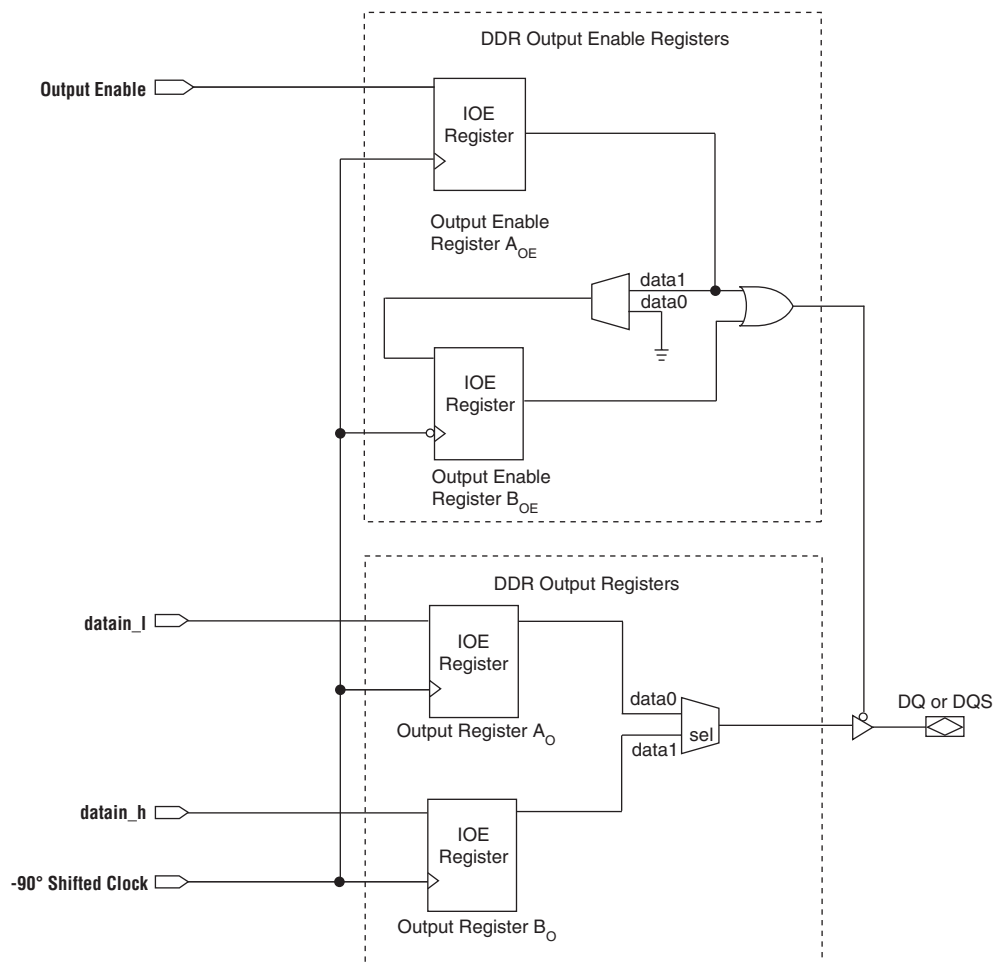 DDR Output Enable Registers
Output Enable
IOE
Register
Output Enable
Register A_OE
data1
data0
IOE
Register
Output Enable
Register B_OE
DDR Output Registers
datain_l
IOE
Register
data0
DQ or DQS
sel
Output Register A_O
data1
datain_h
IOE
Register
-90° Shifted Clock
Output Register B_O